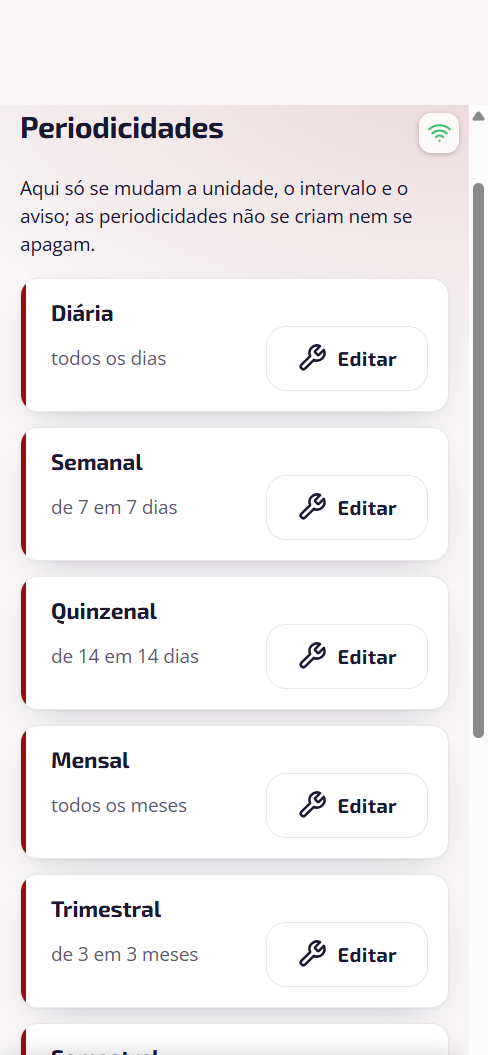 Periodicidades
Aqui só se mudam a unidade, o intervalo e o
aviso; as periodicidades não se criam nem se
apagam.
Diária
todos os dias
Editar
Semanal
de 7 em 7 dias
Editar
Quinzenal
de 14 em 14 dias
Editar
Mensal
todos os meses
Editar
Trimestral
de 3 em 3 meses
Editar